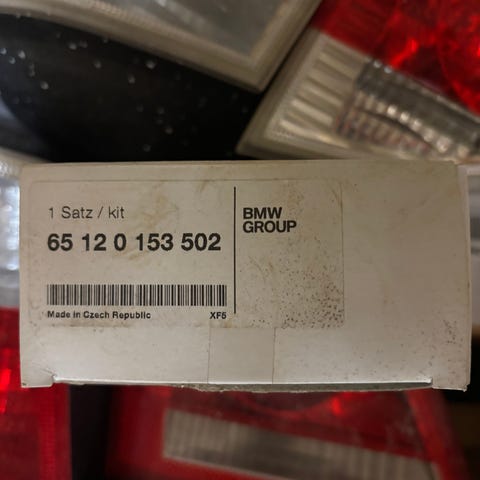 1 Satz / kit
65 12 0 153 502
Made in Czech Republic
XF5
BMW
GROUP